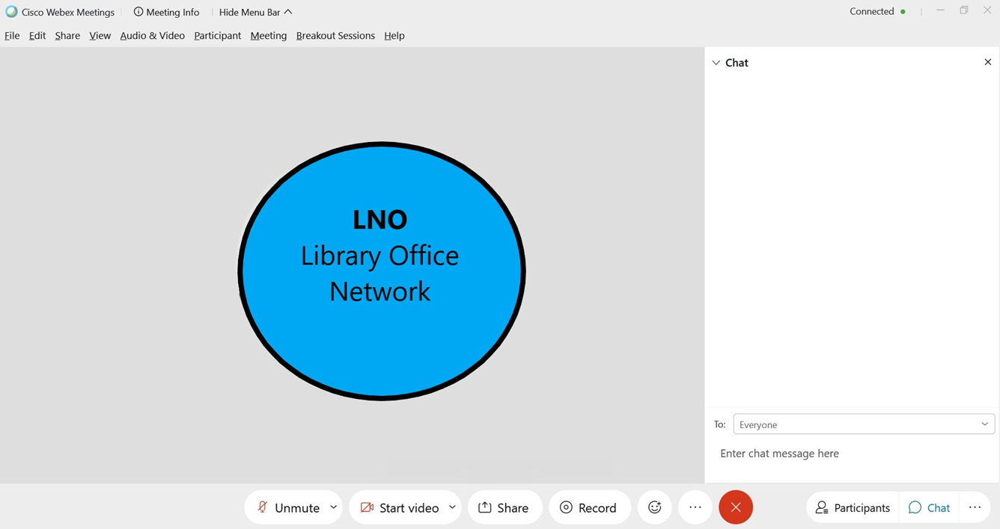 Cisco Webex Meetings Meeting Info Hide Menu Bar Connected
File Edit Share View Audio & Video Participant Meeting Breakout Sessions Help
Chat
LNO
Library Office
Network
To: Everyone
Enter chat message here
Unmute Start video Share Record Participants Chat